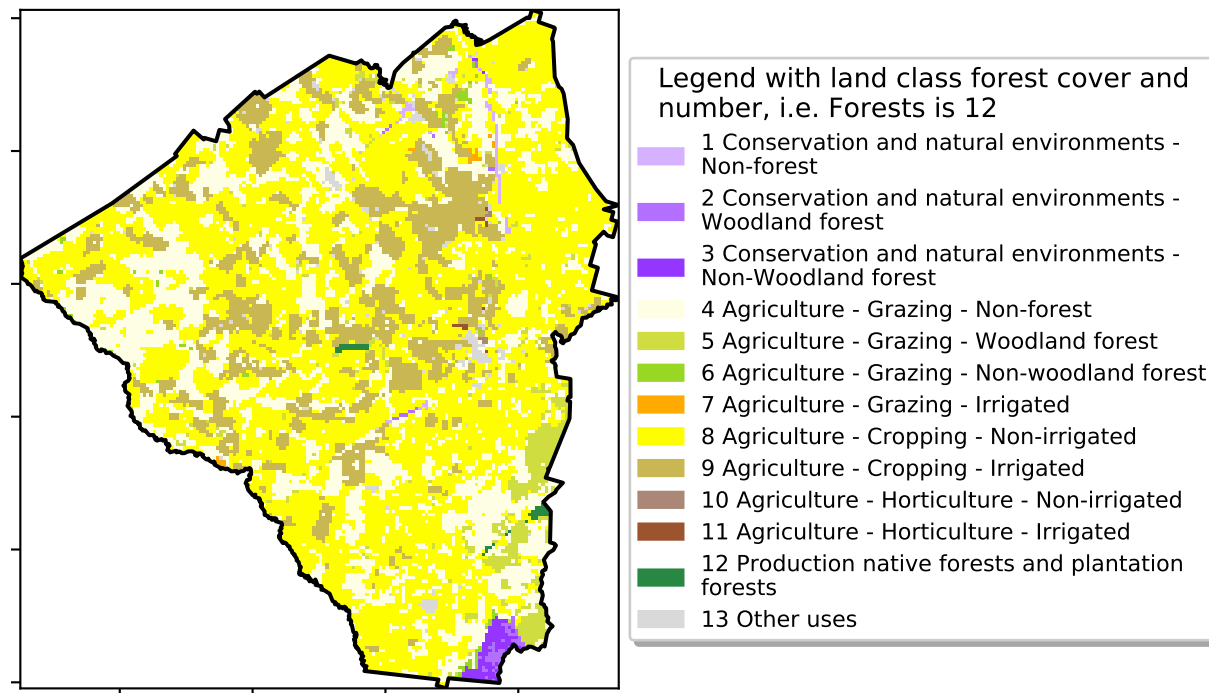 Legend with land class forest cover and
number, i.e. Forests is 12
1 Conservation and natural environments -
Non-forest
2 Conservation and natural environments -
Woodland forest
3 Conservation and natural environments -
Non-Woodland forest
4 Agriculture - Grazing - Non-forest
5 Agriculture - Grazing - Woodland forest
6 Agriculture - Grazing - Non-woodland forest
7 Agriculture - Grazing - Irrigated
8 Agriculture - Cropping - Non-irrigated
9 Agriculture - Cropping - Irrigated
10 Agriculture - Horticulture - Non-irrigated
11 Agriculture - Horticulture - Irrigated
12 Production native forests and plantation
forests
13 Other uses